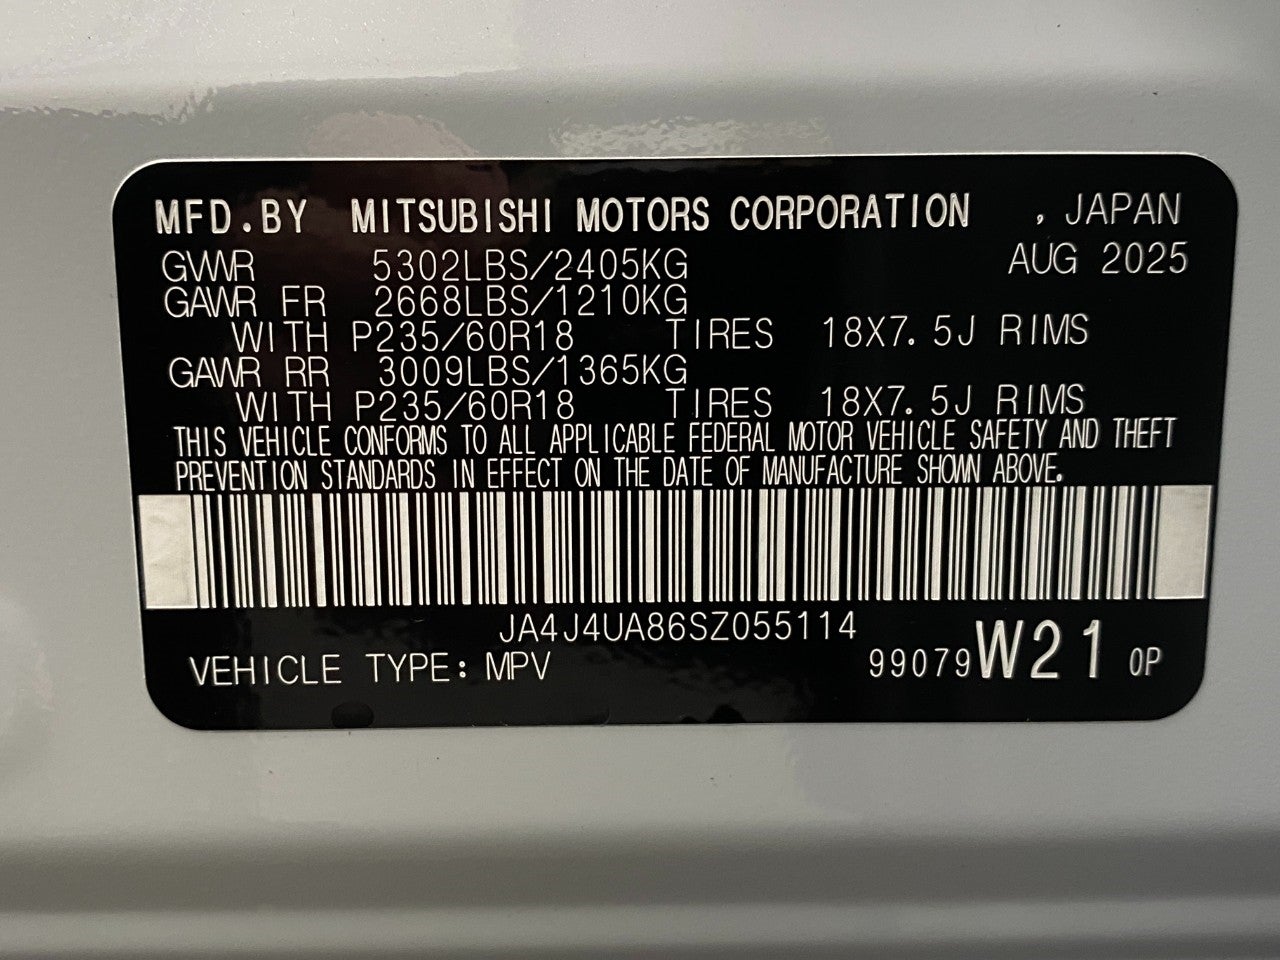 MFD.BY MITSUBISHI MOTORS CORPORATION , JAPAN
GVWR 5302LBS/2405KG AUG 2025
GAWR FR 2668LBS/1210KG
WITH P235/60R18 TIRES 18X7.5J RIMS
GAWR RR 3009LBS/1365KG
WITH P235/60R18 TIRES 18X7.5J RIMS
THIS VEHICLE CONFORMS TO ALL APPLICABLE FEDERAL MOTOR VEHICLE SAFETY AND THEFT
PREVENTION STANDARDS IN EFFECT ON THE DATE OF MANUFACTURE SHOWN ABOVE.
JA4J4UA86SZ055114
VEHICLE TYPE: MPV 99079 W21 0P